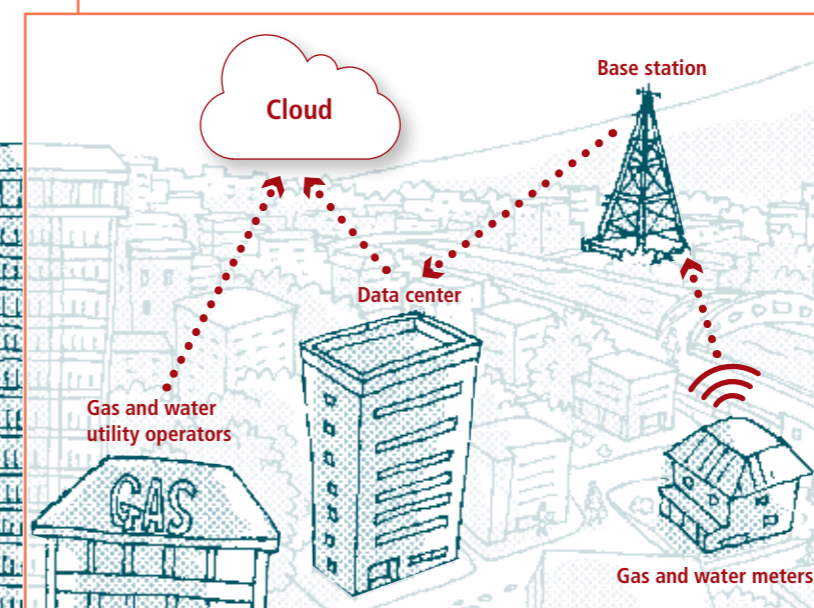 Base station
Cloud
Data center
Gas and water
utility operators
GAS
Gas and water meters